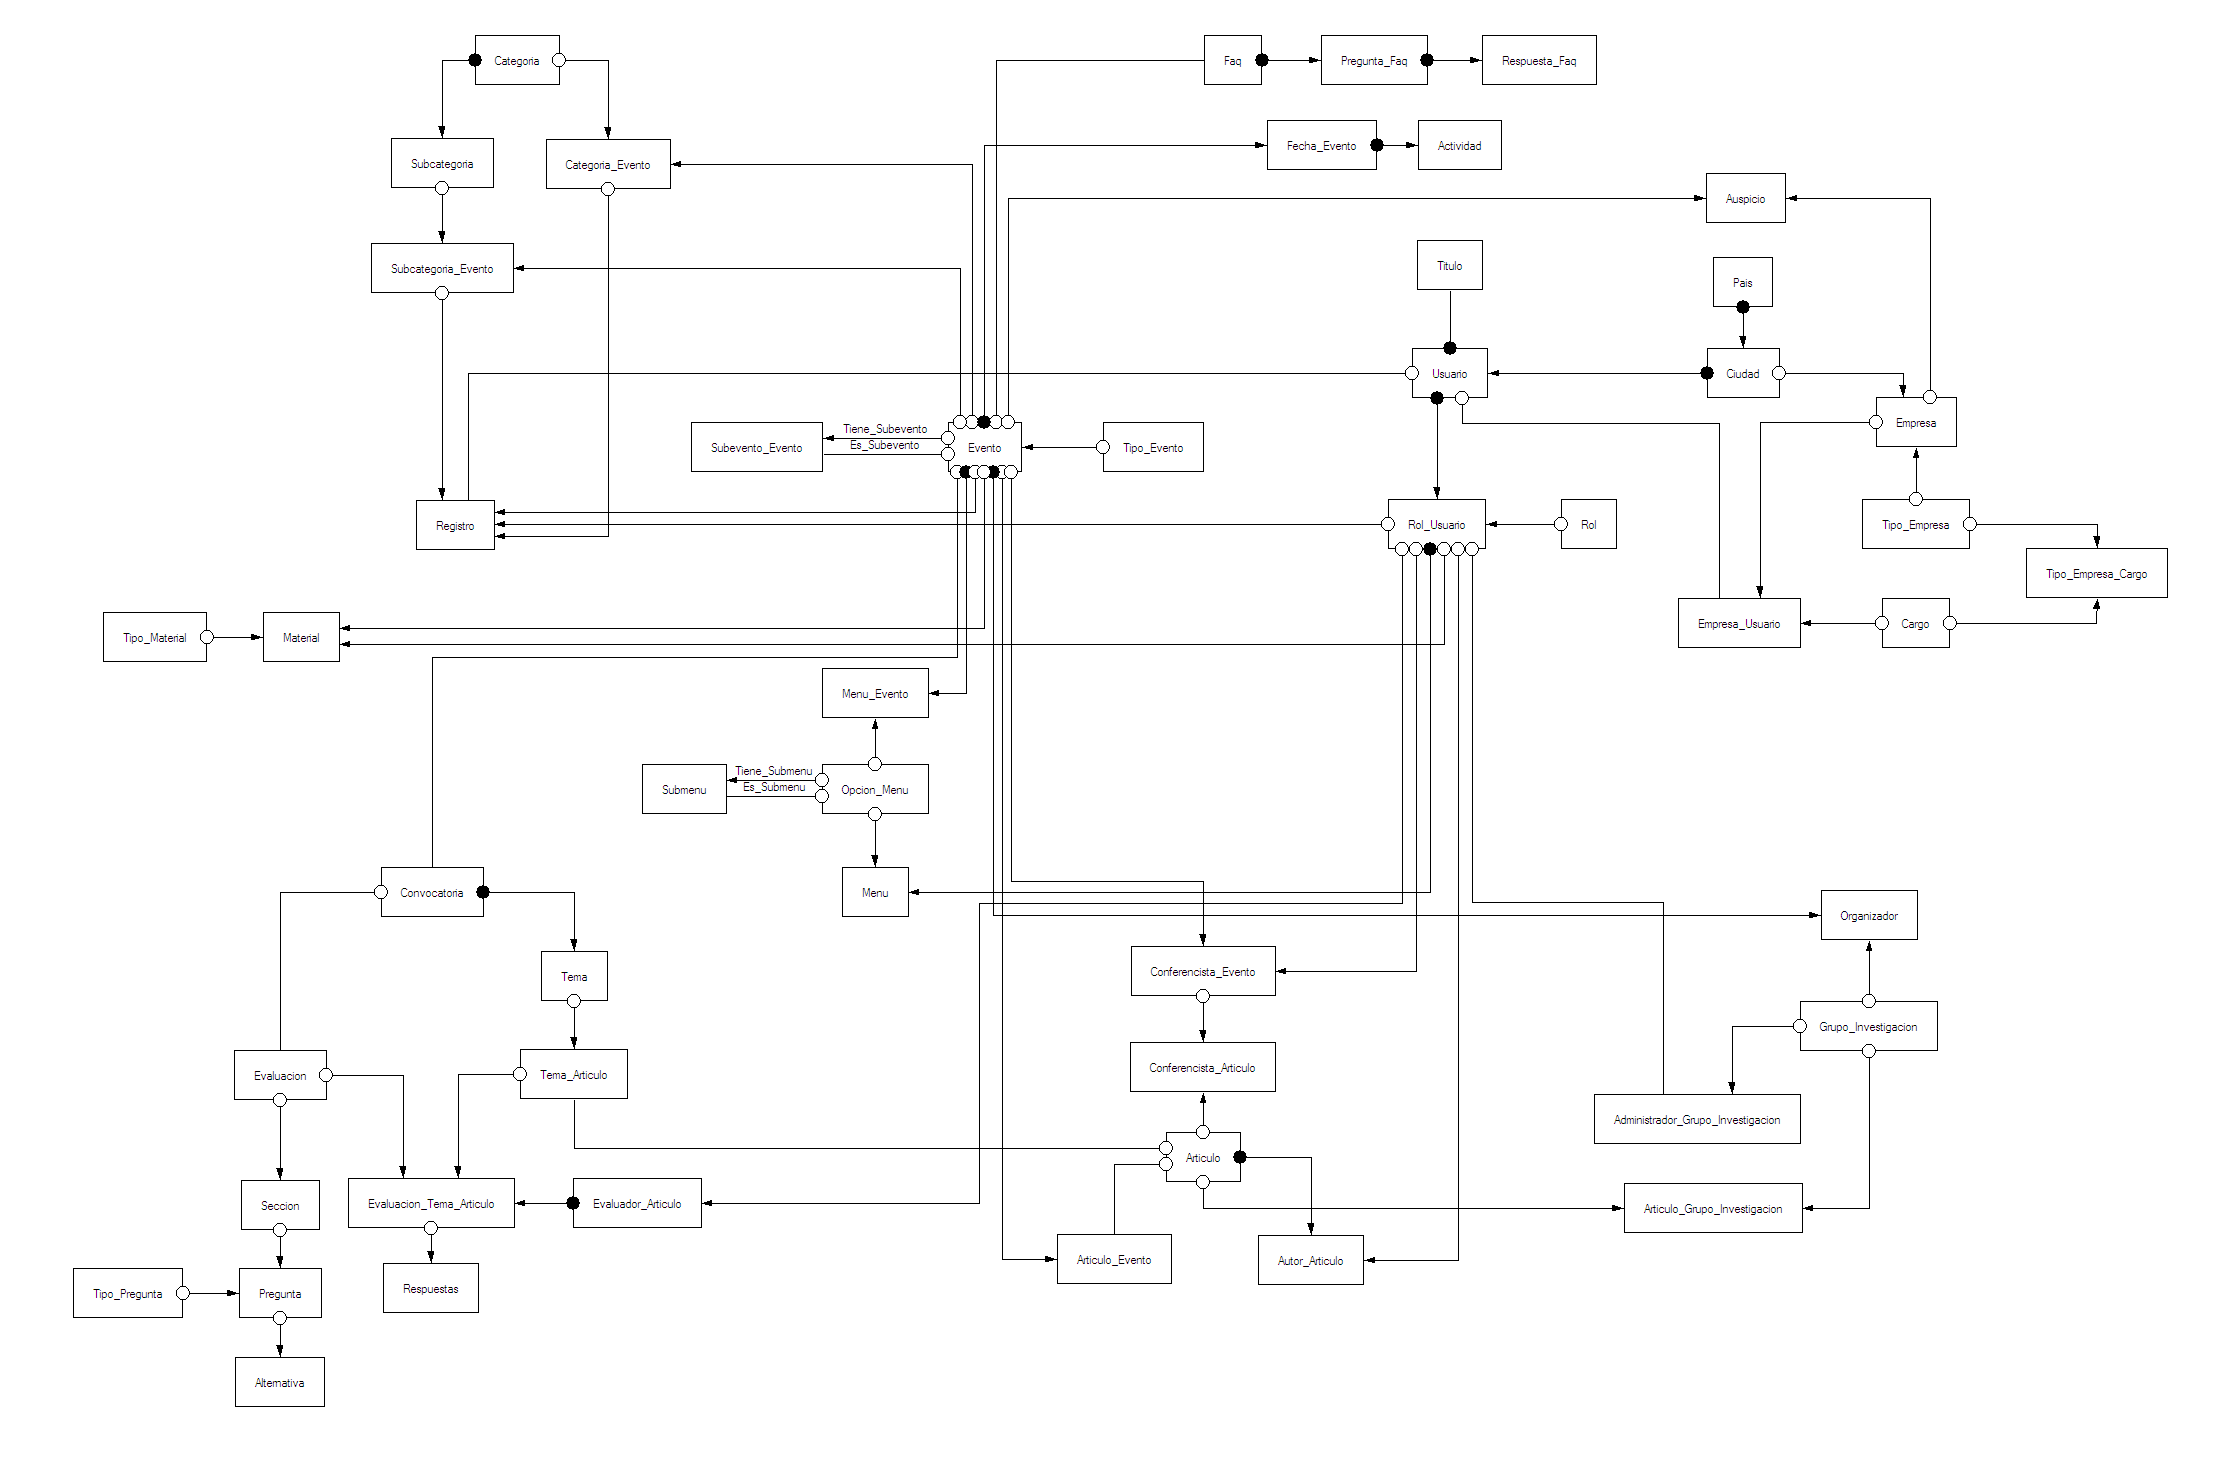 Categoria
Faq
Pregunta_Faq
Respuesta_Faq
Subcategoria
Categoria_Evento
Fecha_Evento
Actividad
Auspicio
Subcategoria_Evento
Titulo
Pais
Usuario
Ciudad
Empresa
Subevento_Evento
Tiene_Subevento
Es_Subevento
Evento
Tipo_Evento
Registro
Rol_Usuario
Rol
Tipo_Empresa
Tipo_Empresa_Cargo
Tipo_Material
Material
Empresa_Usuario
Cargo
Menu_Evento
Submenu
Tiene_Submenu
Es_Submenu
Opcion_Menu
Convocatoria
Menu
Organizador
Tema
Conferencista_Evento
Grupo_Investigacion
Evaluacion
Tema_Articulo
Conferencista_Articulo
Administrador_Grupo_Investigacion
Articulo
Seccion
Evaluacion_Tema_Articulo
Evaluador_Articulo
Articulo_Grupo_Investigacion
Articulo_Evento
Autor_Articulo
Tipo_Pregunta
Pregunta
Respuestas
Alternativa